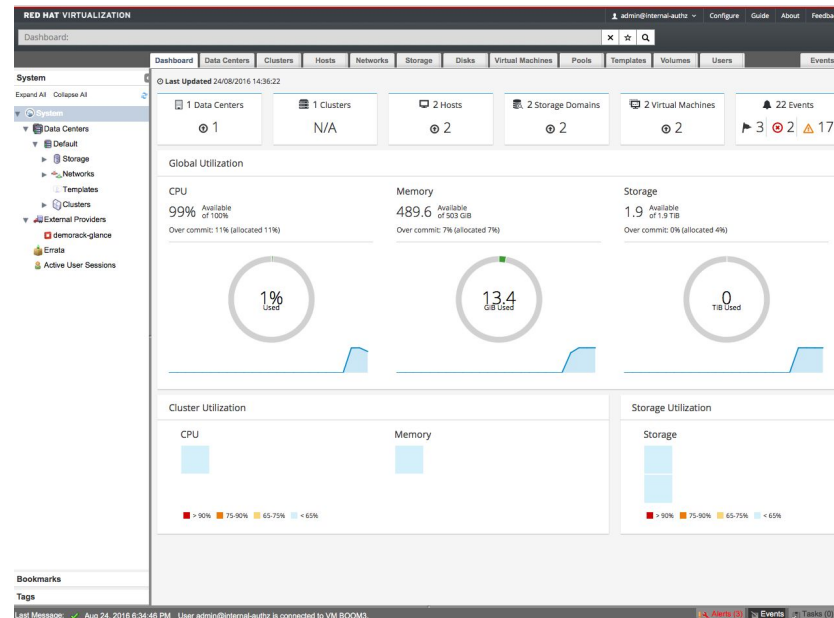 RED HAT VIRTUALIZATION
admin@internal-authz Configure Guide About Feedba
Dashboard:
Dashboard Data Centers Clusters Hosts Networks Storage Disks Virtual Machines Pools Templates Volumes Users Events
System
Expand All Collapse All
System
Data Centers
Default
Storage
Networks
Templates
Clusters
External Providers
demorack-glance
Errata
Active User Sessions
Bookmarks
Tags
Last Updated 24/08/2016 14:36:22
1 Data Centers 1 Clusters 2 Hosts 2 Storage Domains 2 Virtual Machines 22 Events
1 N/A 2 2 2 3 2 17
Global Utilization
CPU
99% Available of 100%
Over commit: 11% (allocated 11%)
1%
Used
Memory
489.6 Available of 503 GiB
Over commit: 7% (allocated 7%)
13.4
GiB Used
Storage
1.9 Available of 1.9 TiB
Over commit: 0% (allocated 4%)
0
TiB Used
Cluster Utilization
CPU Memory
> 90% 75-90% 65-75% < 65%
Storage Utilization
Storage
> 90% 75-90% 65-75% < 65%
Last Message: Aug 24, 2016 6:34:46 PM User admin@internal-authz is connected to VM BOOM3.
Alerts (3) Events Tasks (0)